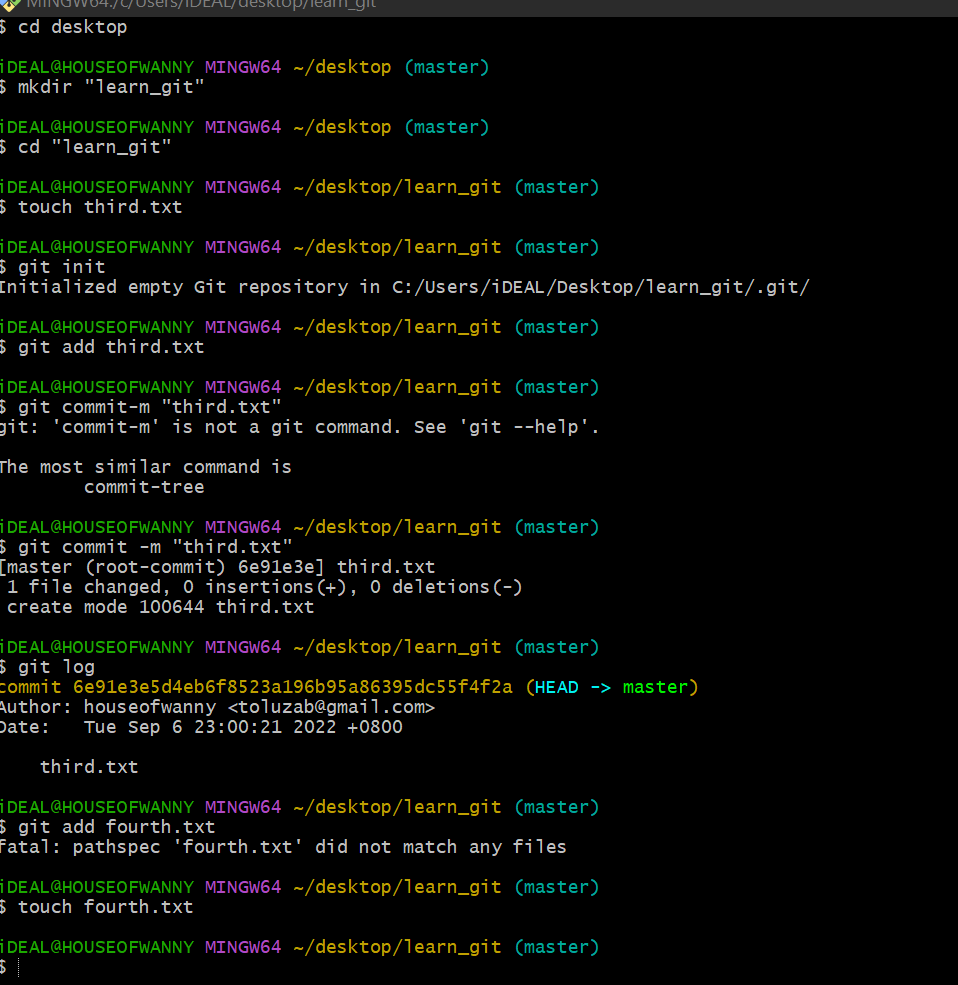 MINGW64:/c/Users/iDEAL/desktop/learn_git
$ cd desktop
iDEAL@HOUSEOFWANNY MINGW64 ~/desktop (master)
$ mkdir "learn_git"
iDEAL@HOUSEOFWANNY MINGW64 ~/desktop (master)
$ cd "learn_git"
iDEAL@HOUSEOFWANNY MINGW64 ~/desktop/learn_git (master)
$ touch third.txt
iDEAL@HOUSEOFWANNY MINGW64 ~/desktop/learn_git (master)
$ git init
Initialized empty Git repository in C:/Users/iDEAL/Desktop/learn_git/.git/
iDEAL@HOUSEOFWANNY MINGW64 ~/desktop/learn_git (master)
$ git add third.txt
iDEAL@HOUSEOFWANNY MINGW64 ~/desktop/learn_git (master)
$ git commit-m "third.txt"
git: 'commit-m' is not a git command. See 'git --help'.
The most similar command is
commit-tree
iDEAL@HOUSEOFWANNY MINGW64 ~/desktop/learn_git (master)
$ git commit -m "third.txt"
[master (root-commit) 6e91e3e] third.txt
1 file changed, 0 insertions(+), 0 deletions(-)
create mode 100644 third.txt
iDEAL@HOUSEOFWANNY MINGW64 ~/desktop/learn_git (master)
$ git log
commit 6e91e3e5d4eb6f8523a196b95a86395dc55f4f2a (HEAD -> master)
Author: houseofwanny <toluzab@gmail.com>
Date:   Tue Sep 6 23:00:21 2022 +0800
third.txt
iDEAL@HOUSEOFWANNY MINGW64 ~/desktop/learn_git (master)
$ git add fourth.txt
fatal: pathspec 'fourth.txt' did not match any files
iDEAL@HOUSEOFWANNY MINGW64 ~/desktop/learn_git (master)
$ touch fourth.txt
iDEAL@HOUSEOFWANNY MINGW64 ~/desktop/learn_git (master)
$